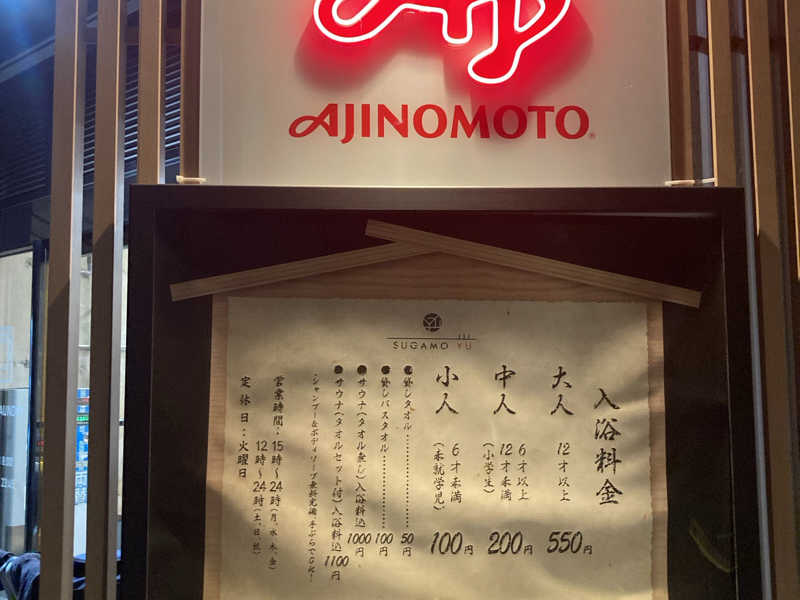 AJINOMOTO®
SUGAMO YU
入浴料金
大人 12才以上 550円
中人 6才以上
12才未満
(小学生) 200円
小人 6才未満
(未就学児) 100円
●貸しタオル………… 50円
●貸しバスタオル………… 100円
●サウナ(タオル無し)入浴料込 1000円
●サウナ(タオルセット付)入浴料込 1100円
・シャンプー&ボディソープ無料完備 手ぶらでOK!
営業時間:15時〜24時(月、水、木、金)
12時〜24時(土、日、祝)
定休日:火曜日